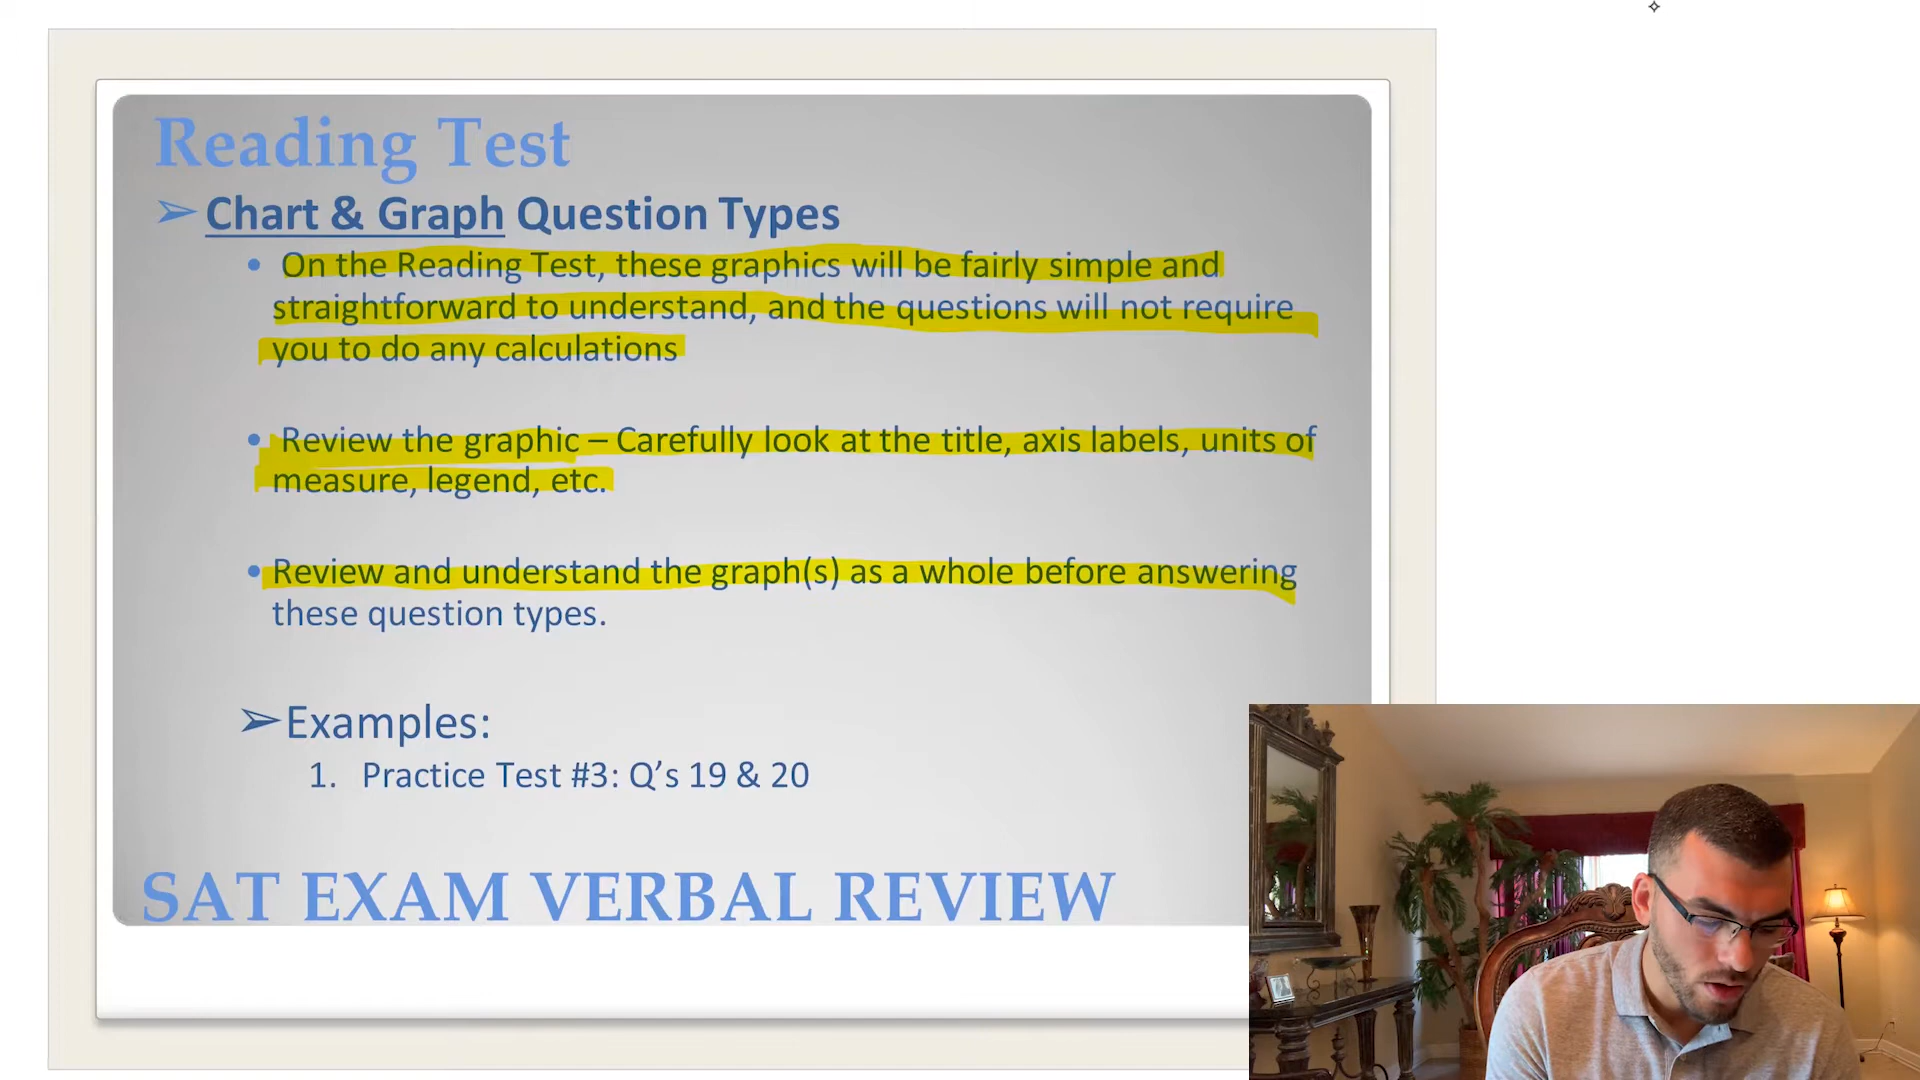 Reading Test
➢ Chart & Graph Question Types
• On the Reading Test, these graphics will be fairly simple and
straightforward to understand, and the questions will not require
you to do any calculations
• Review the graphic – Carefully look at the title, axis labels, units of
measure, legend, etc.
• Review and understand the graph(s) as a whole before answering
these question types.
➢ Examples:
1. Practice Test #3: Q’s 19 & 20
SAT EXAM VERBAL REVIEW